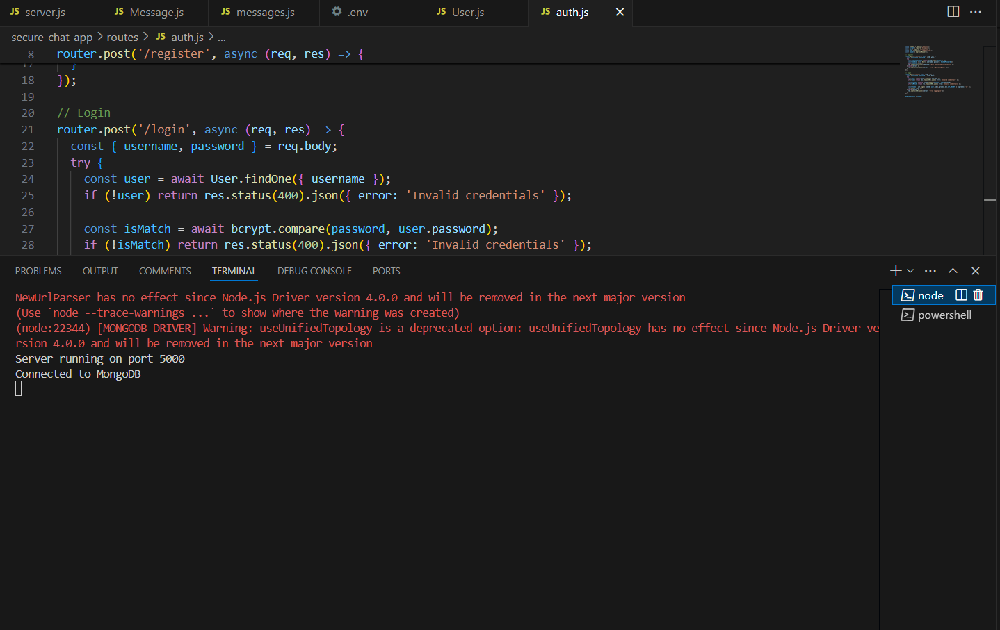 JS server.js JS Message.js JS messages.js .env JS User.js JS auth.js
secure-chat-app > routes > JS auth.js > ...
8 router.post('/register', async (req, res) => {
17 }
18 });
19
20 // Login
21 router.post('/login', async (req, res) => {
22 const { username, password } = req.body;
23 try {
24 const user = await User.findOne({ username });
25 if (!user) return res.status(400).json({ error: 'Invalid credentials' });
26
27 const isMatch = await bcrypt.compare(password, user.password);
28 if (!isMatch) return res.status(400).json({ error: 'Invalid credentials' });
PROBLEMS OUTPUT COMMENTS TERMINAL DEBUG CONSOLE PORTS
NewUrlParser has no effect since Node.js Driver version 4.0.0 and will be removed in the next major version
(Use `node --trace-warnings ...` to show where the warning was created)
(node:22344) [MONGODB DRIVER] Warning: useUnifiedTopology is a deprecated option: useUnifiedTopology has no effect since Node.js Driver ve
rsion 4.0.0 and will be removed in the next major version
Server running on port 5000
Connected to MongoDB
node
powershell